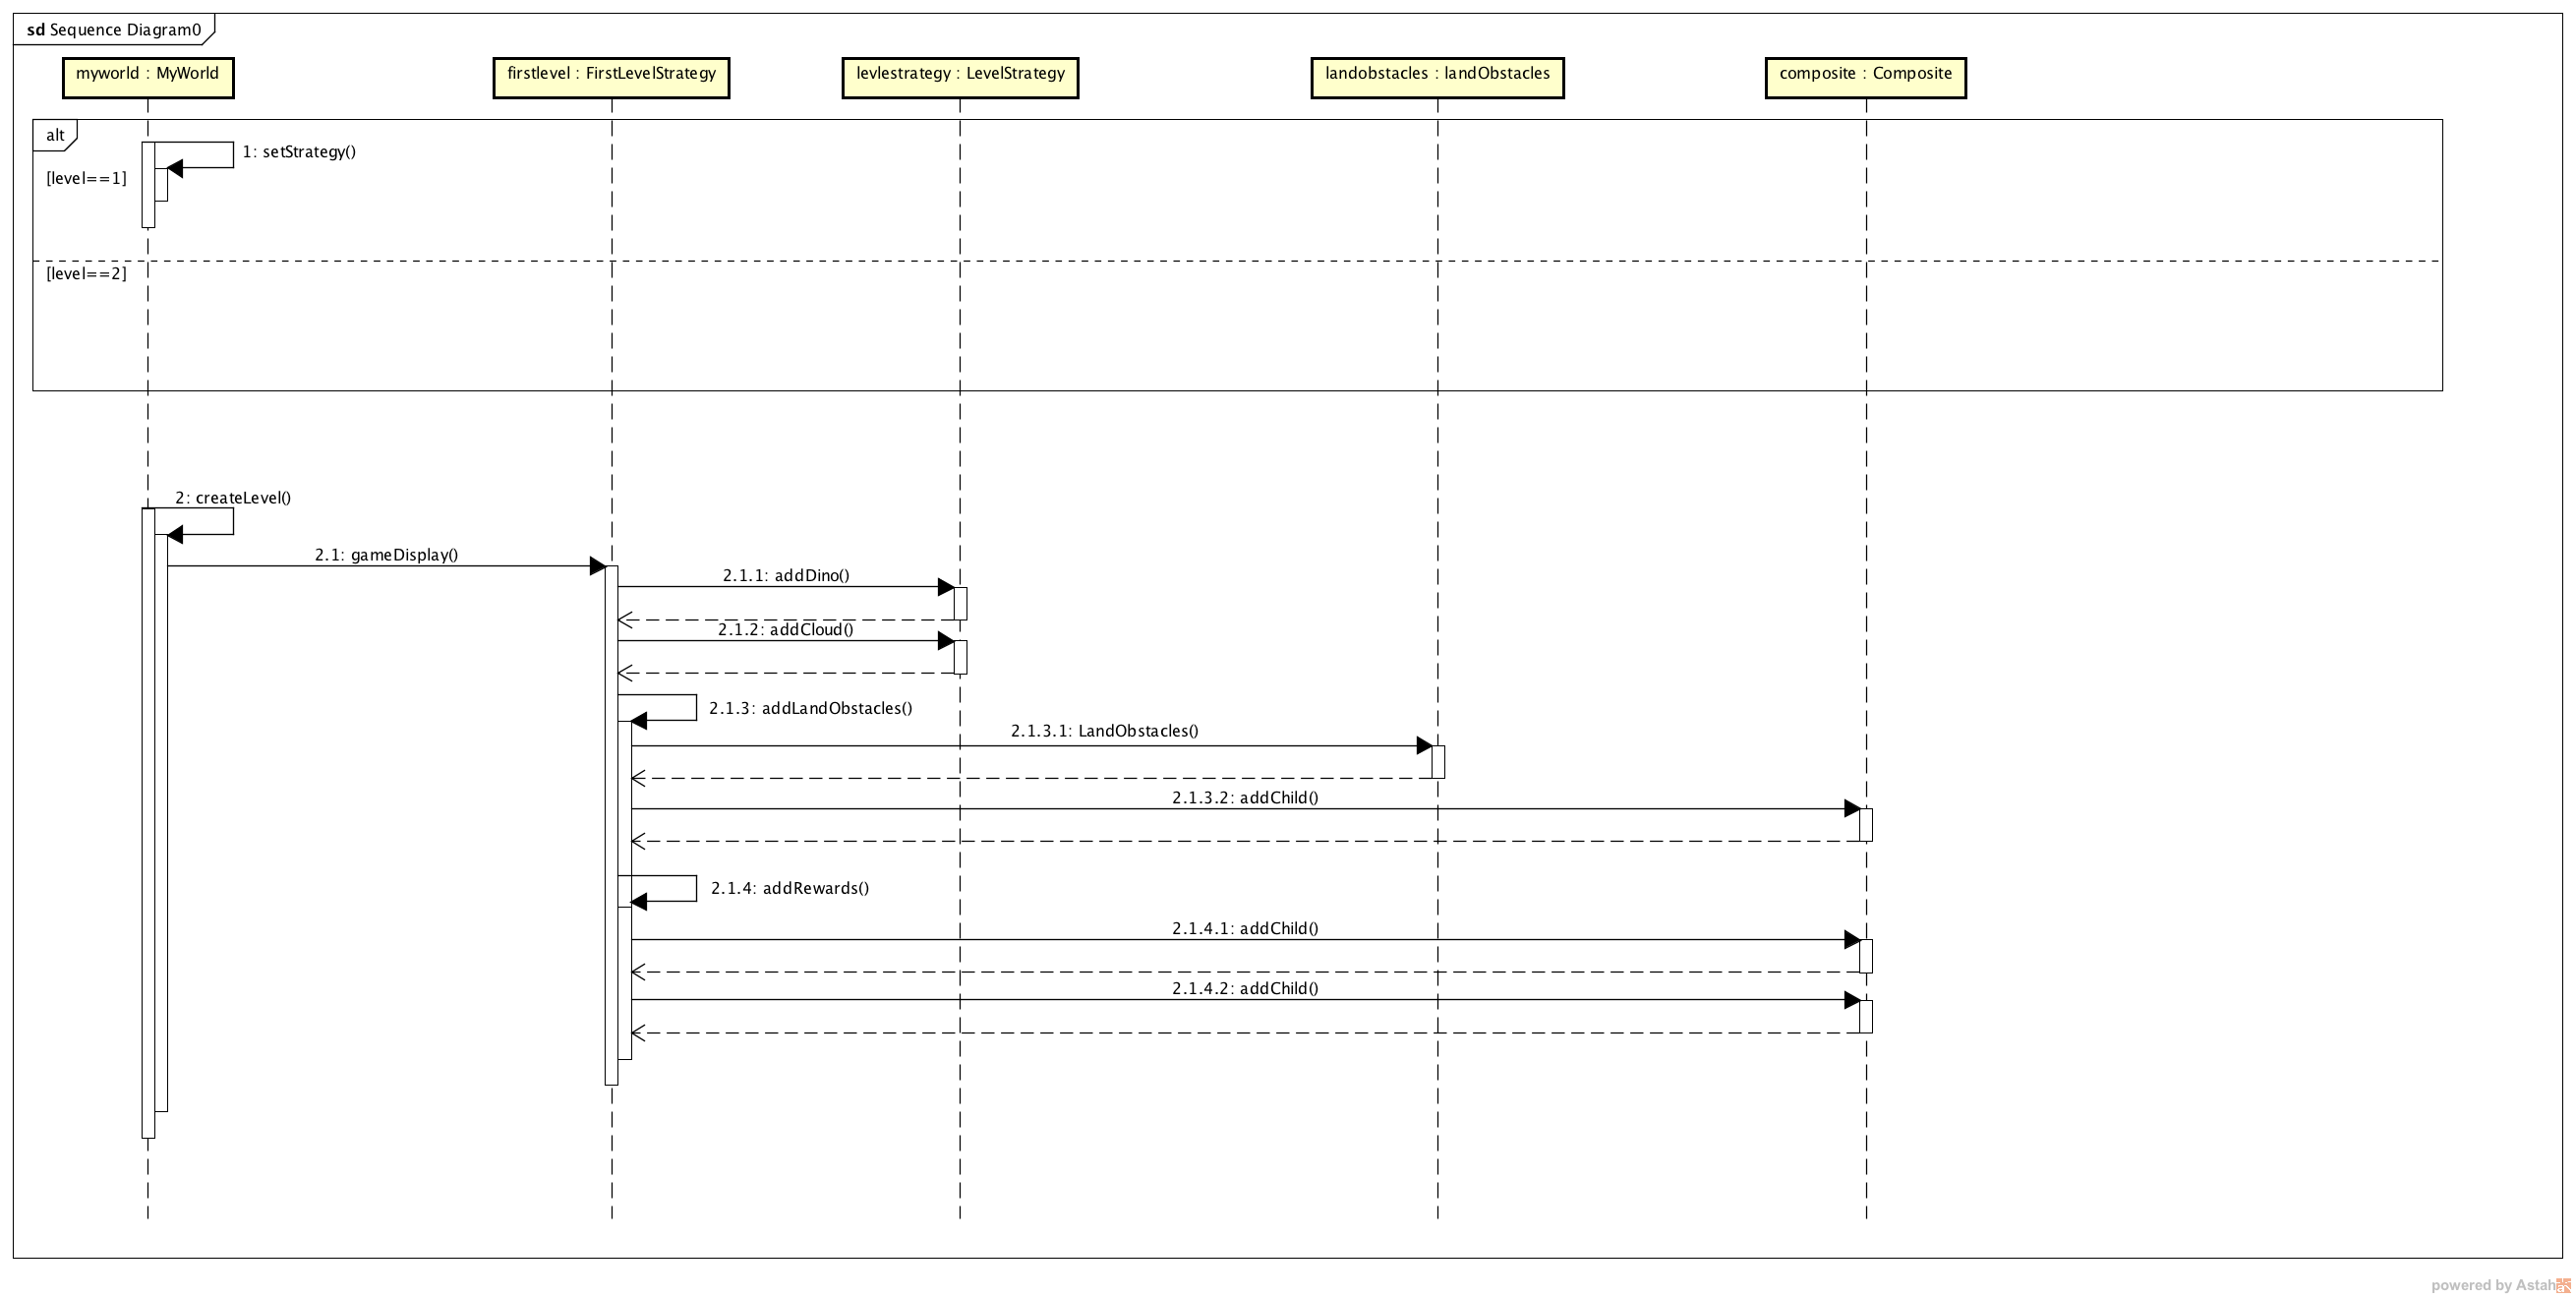 sd Sequence Diagram0
myworld : MyWorld
firstlevel : FirstLevelStrategy
levlestrategy : LevelStrategy
landobstacles : landObstacles
composite : Composite
alt
1: setStrategy()
[level==1]
[level==2]
2: createLevel()
2.1: gameDisplay()
2.1.1: addDino()
2.1.2: addCloud()
2.1.3: addLandObstacles()
2.1.3.1: LandObstacles()
2.1.3.2: addChild()
2.1.4: addRewards()
2.1.4.1: addChild()
2.1.4.2: addChild()
powered by Astah